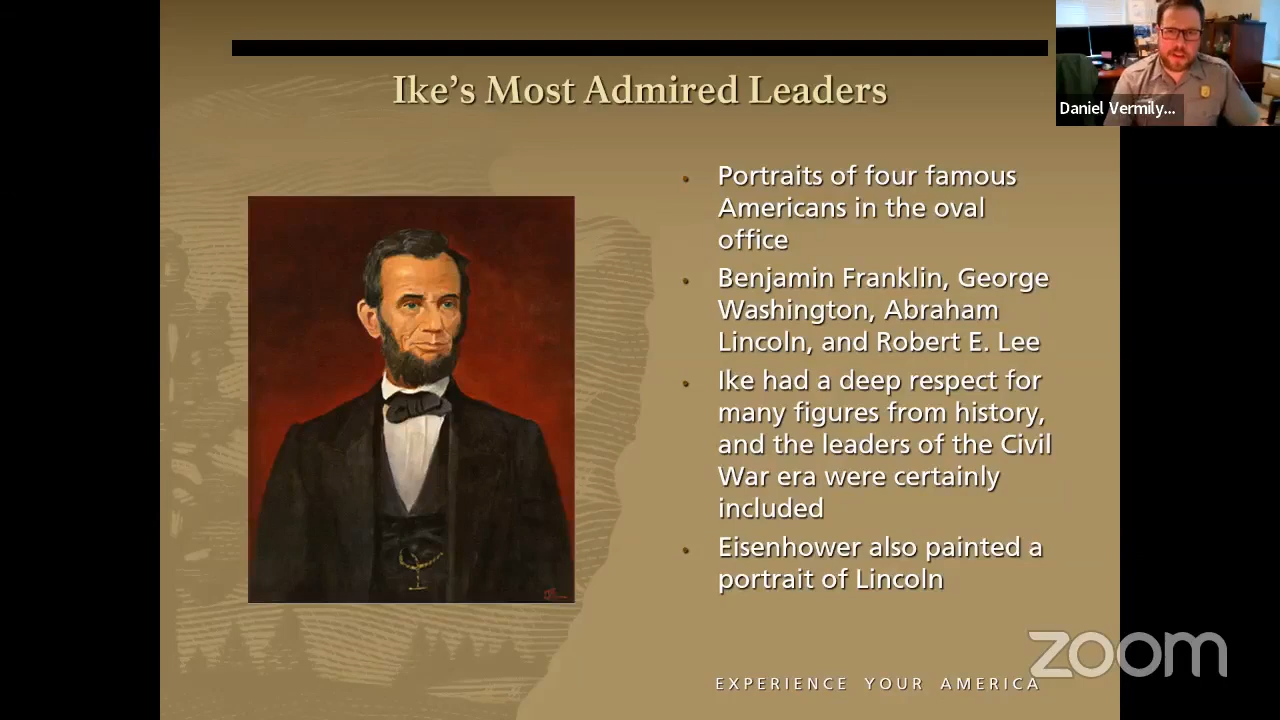 Ike's Most Admired Leaders
Daniel Vermily...
• Portraits of four famous
Americans in the oval
office
• Benjamin Franklin, George
Washington, Abraham
Lincoln, and Robert E. Lee
• Ike had a deep respect for
many figures from history,
and the leaders of the Civil
War era were certainly
included
• Eisenhower also painted a
portrait of Lincoln
zoom
EXPERIENCE YOUR AMERICA